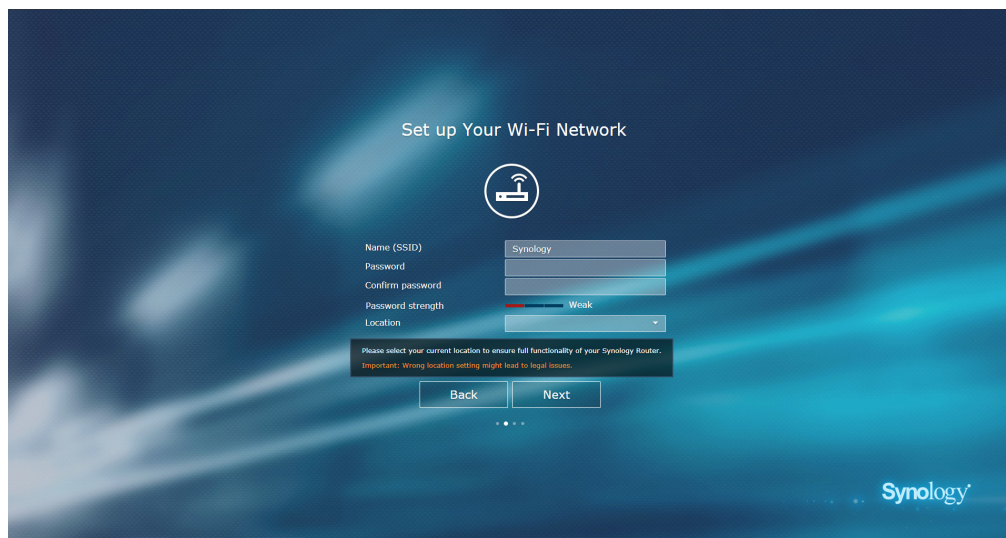 Set up Your Wi-Fi Network
Name (SSID)
Synology
Password
Confirm password
Password strength
Weak
Location
Please select your current location to ensure full functionality of your Synology Router.
Important: Wrong location setting might lead to legal issues.
Back
Next
Synology